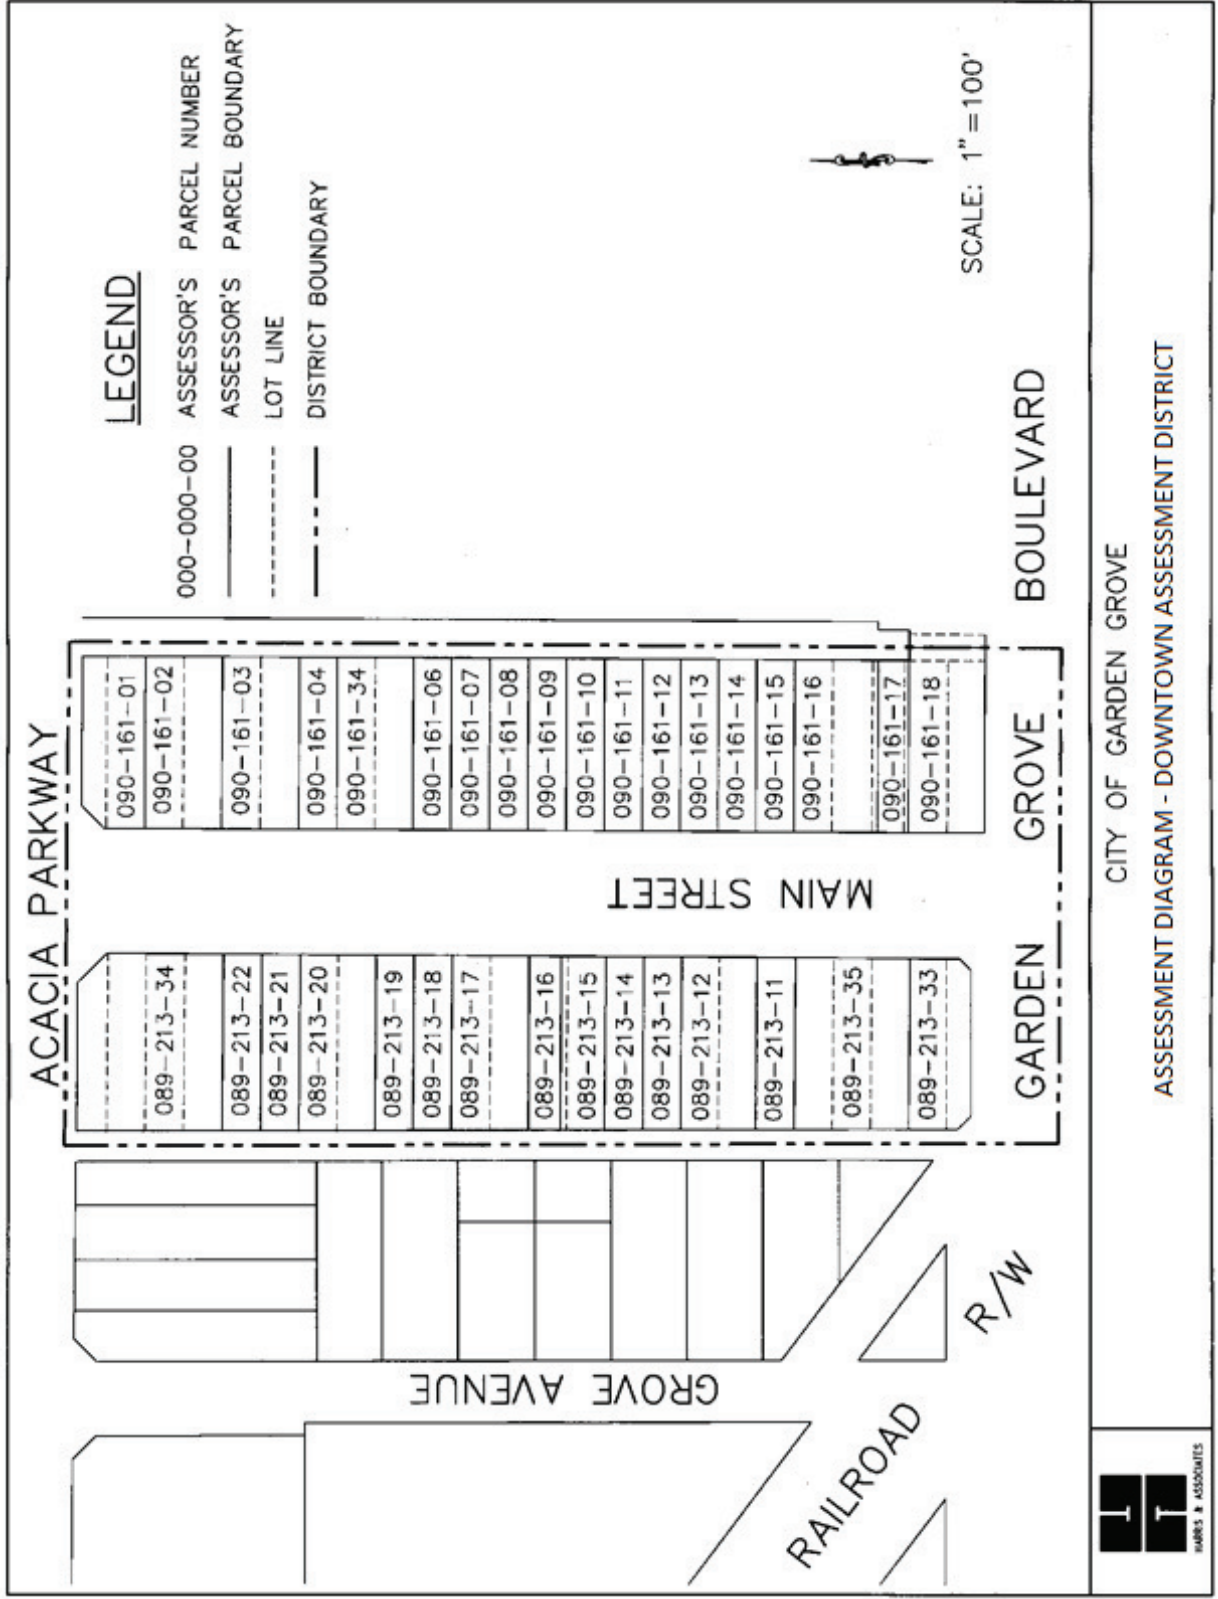 LEGEND
000-000-00 ASSESSOR'S PARCEL NUMBER
ASSESSOR'S PARCEL BOUNDARY
LOT LINE
DISTRICT BOUNDARY
ACACIA PARKWAY
090-161-01
090-161-02
090-161-03
090-161-04
090-161-34
090-161-06
090-161-07
090-161-08
090-161-09
090-161-10
090-161-11
090-161-12
090-161-13
090-161-14
090-161-15
090-161-16
090-161-17
090-161-18
MAIN STREET
089-213-34
089-213-22
089-213-21
089-213-20
089-213-19
089-213-18
089-213-17
089-213-16
089-213-15
089-213-14
089-213-13
089-213-12
089-213-11
089-213-35
089-213-33
GARDEN GROVE BOULEVARD
GROVE AVENUE
RAILROAD R/W
SCALE: 1"=100'
CITY OF GARDEN GROVE
ASSESSMENT DIAGRAM - DOWNTOWN ASSESSMENT DISTRICT
HARRIS & ASSOCIATES